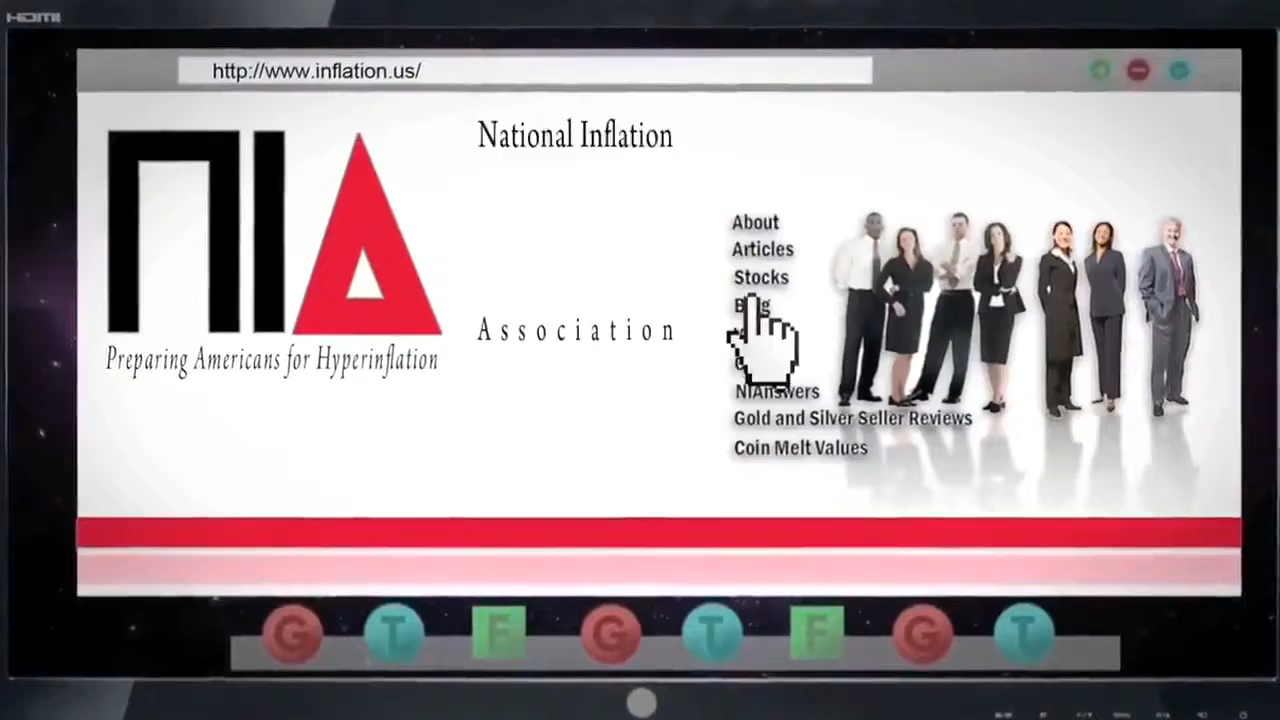 HDMI
http://www.inflation.us/
NIA
National Inflation
Association
Preparing Americans for Hyperinflation
About
Articles
Stocks
NIAnswers
Gold and Silver Seller Reviews
Coin Melt Values
G T F G T F G T